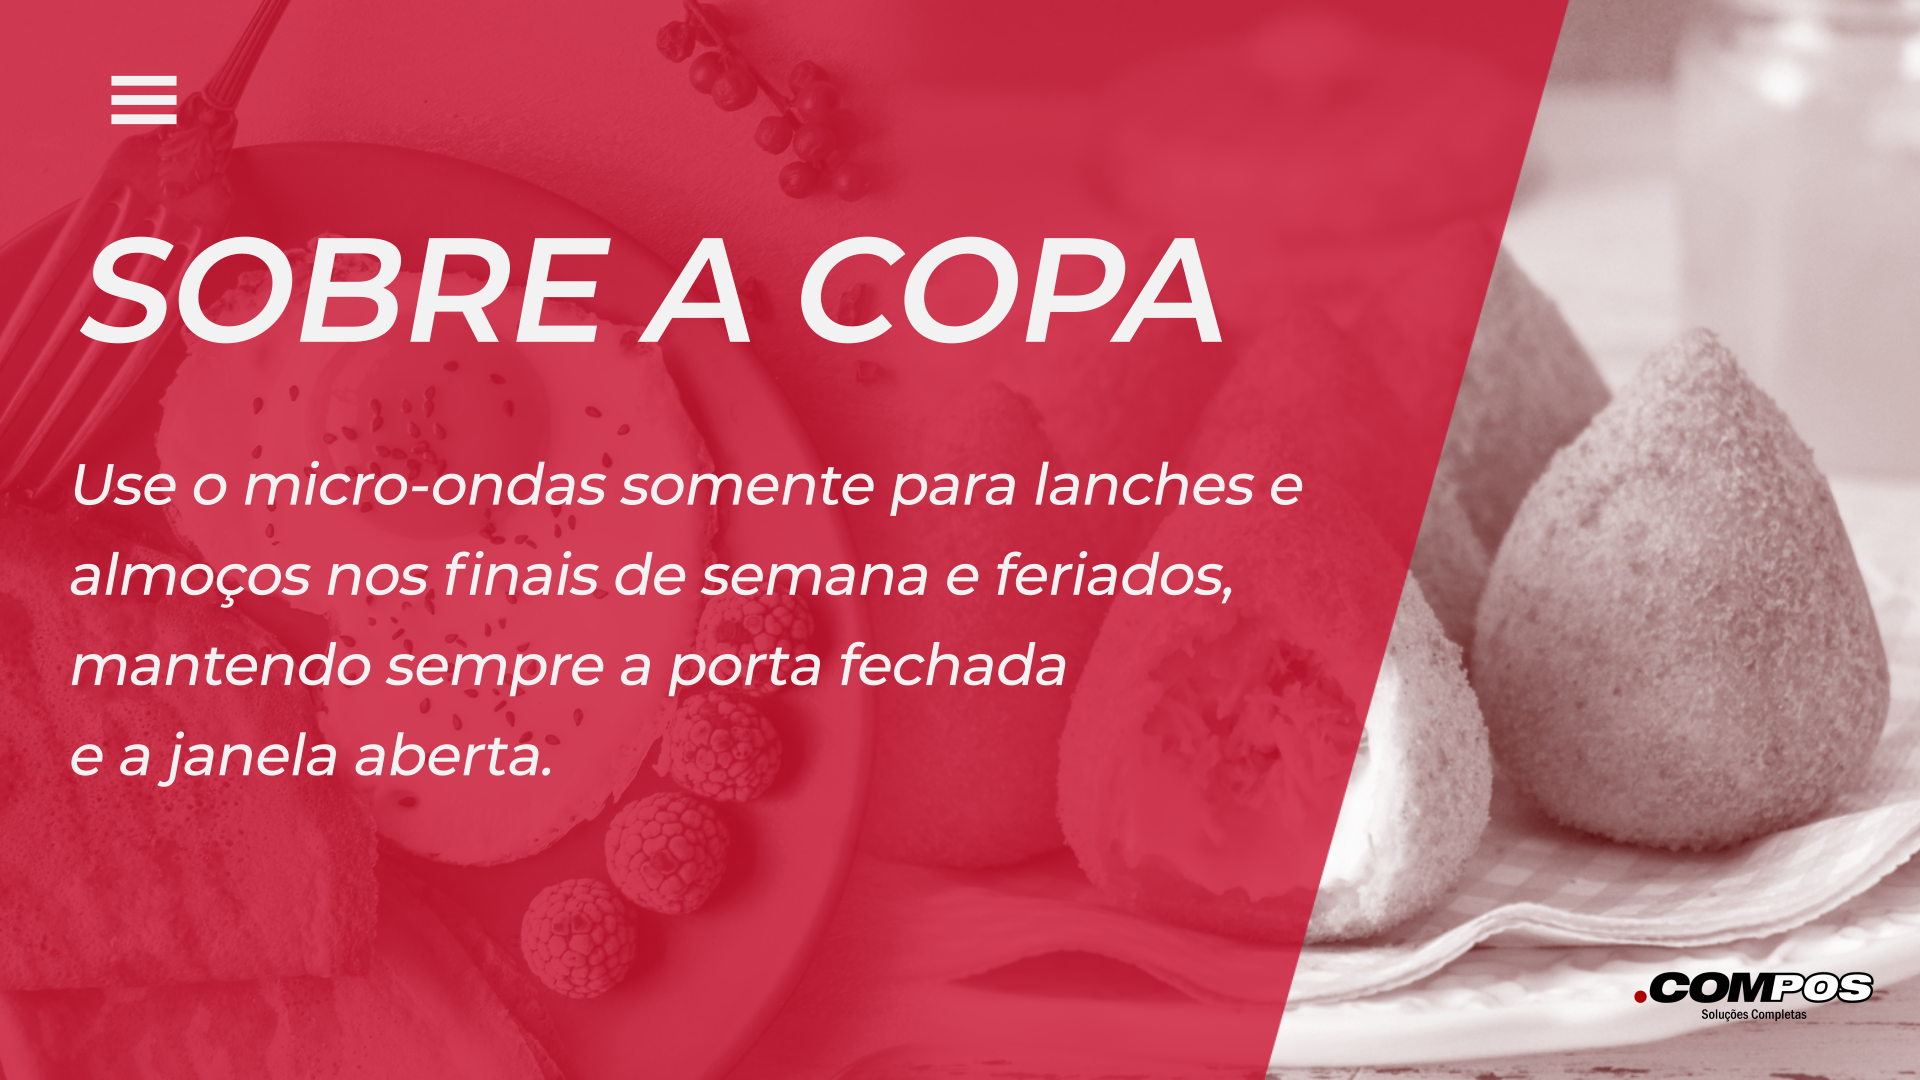 SOBRE A COPA
Use o micro-ondas somente para lanches e
almoços nos finais de semana e feriados,
mantendo sempre a porta fechada
e a janela aberta.
.COMPOS
Soluções Completas